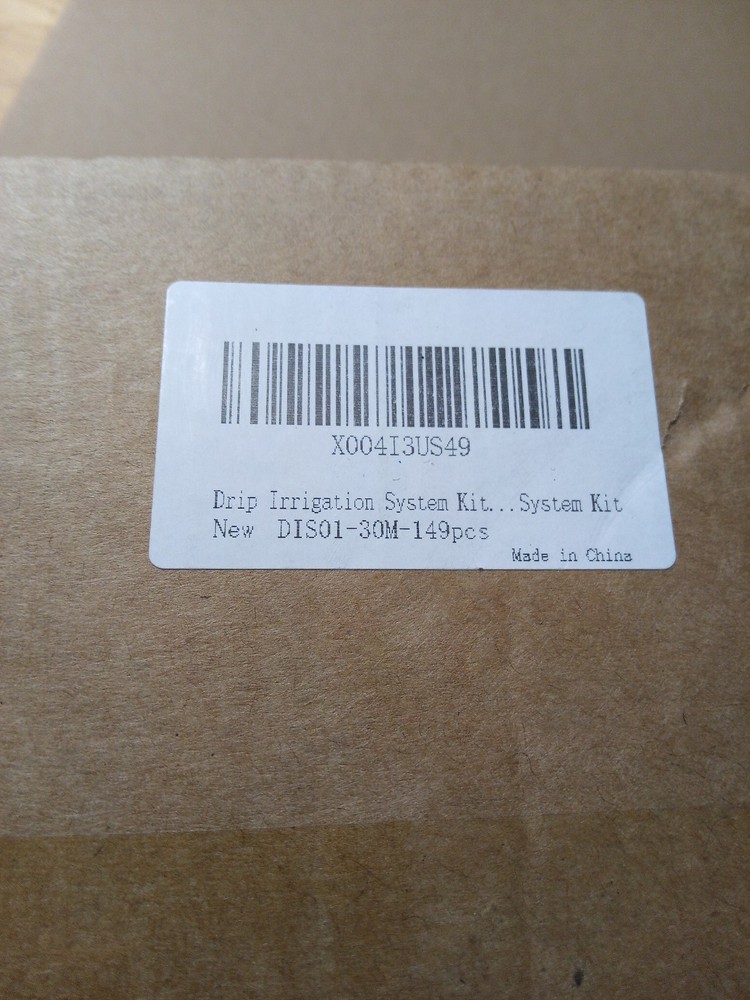 X004I3US49
Drip Irrigation System Kit...System Kit
New DIS01-30M-149pcs
Made in China